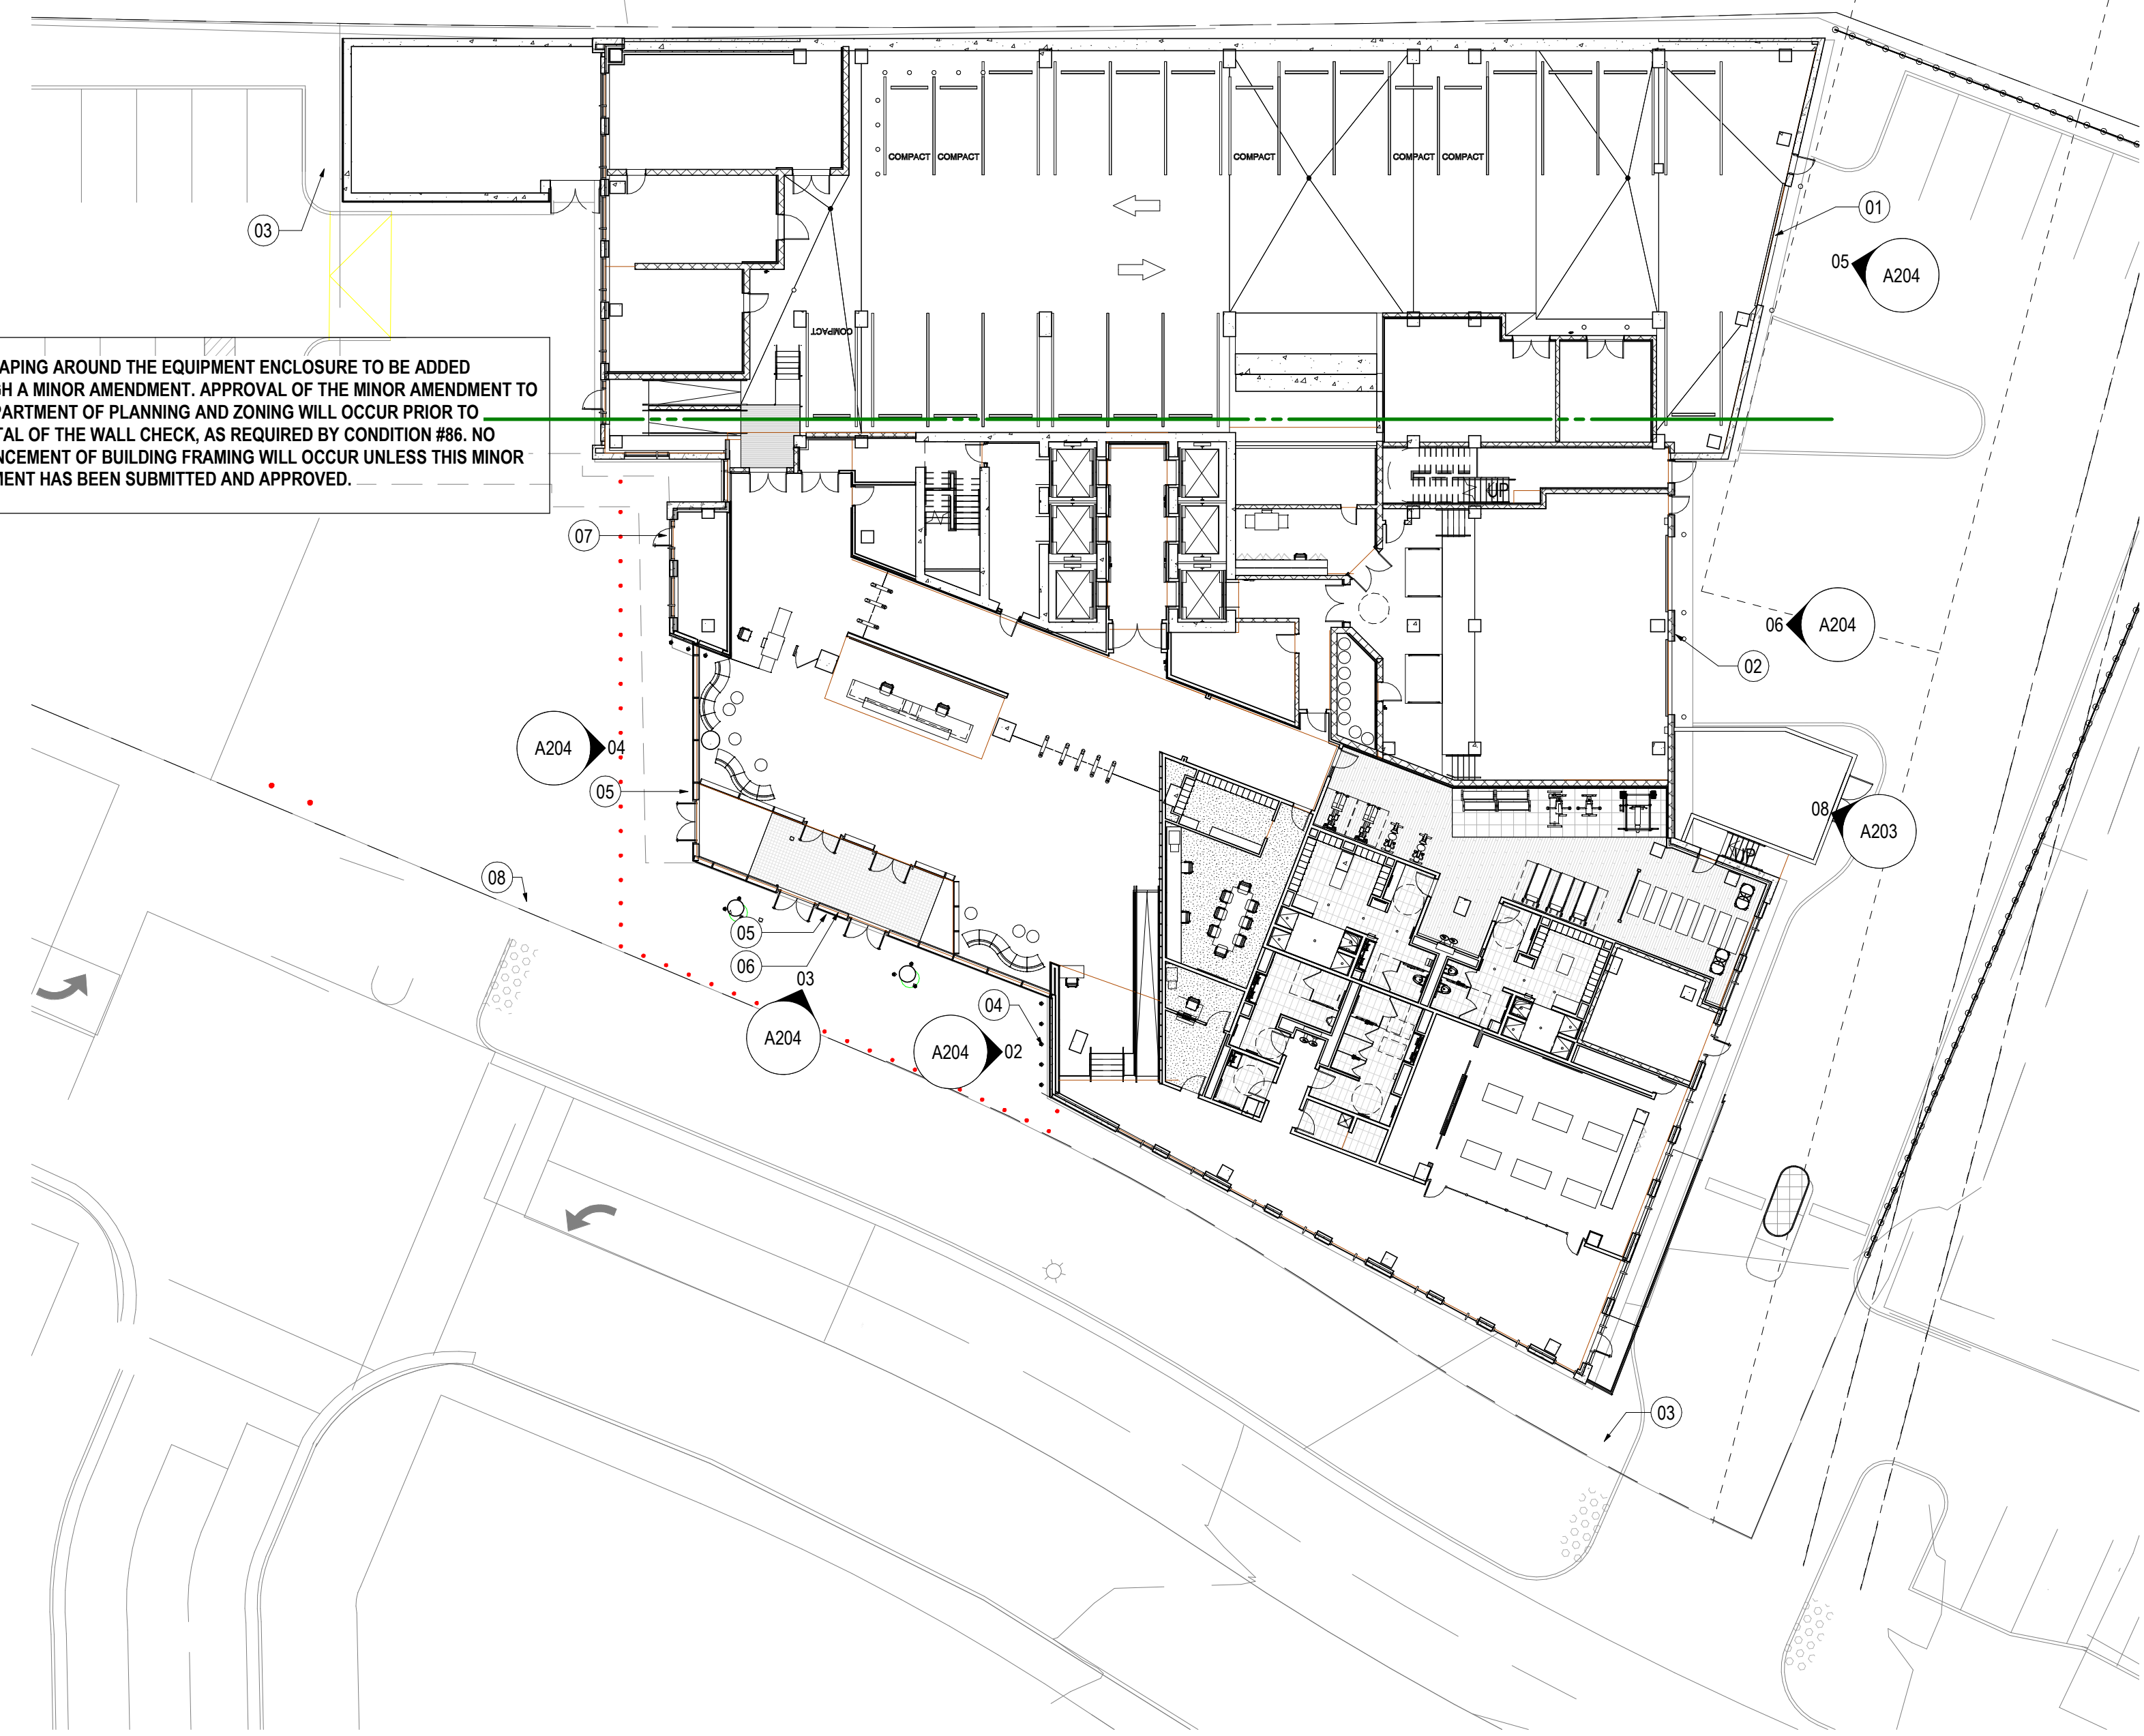 COMPACT COMPACT COMPACT COMPACT COMPACT
03
01
05 A204
COMPACT
APING AROUND THE EQUIPMENT ENCLOSURE TO BE ADDED
H A MINOR AMENDMENT. APPROVAL OF THE MINOR AMENDMENT TO
PARTMENT OF PLANNING AND ZONING WILL OCCUR PRIOR TO
TAL OF THE WALL CHECK, AS REQUIRED BY CONDITION #86. NO
NCEMENT OF BUILDING FRAMING WILL OCCUR UNLESS THIS MINOR
MENT HAS BEEN SUBMITTED AND APPROVED.
UP
07
06 A204
02
A204 04
05
08
A203
UP
08
05
06
03
A204
04
A204 02
03